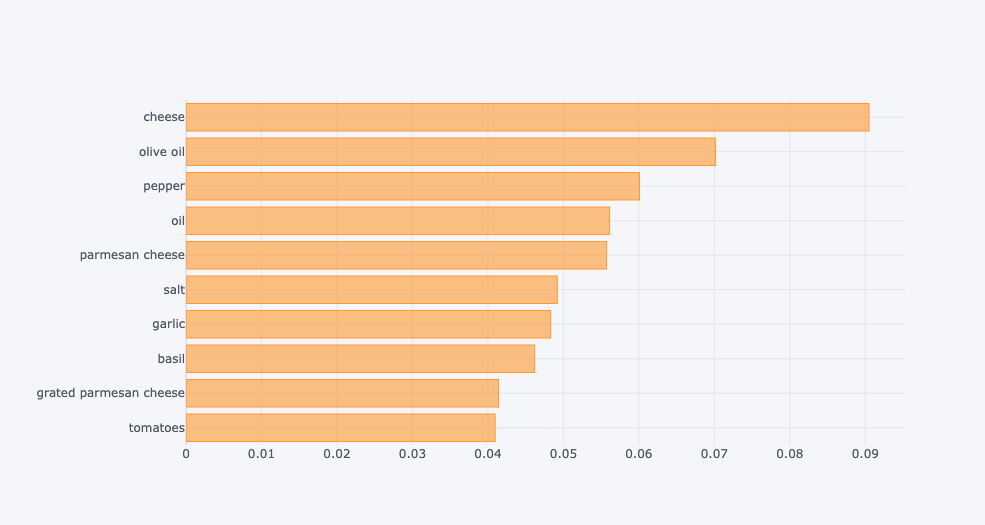 cheese
olive oil
pepper
oil
parmesan cheese
salt
garlic
basil
grated parmesan cheese
tomatoes
0 0.01 0.02 0.03 0.04 0.05 0.06 0.07 0.08 0.09